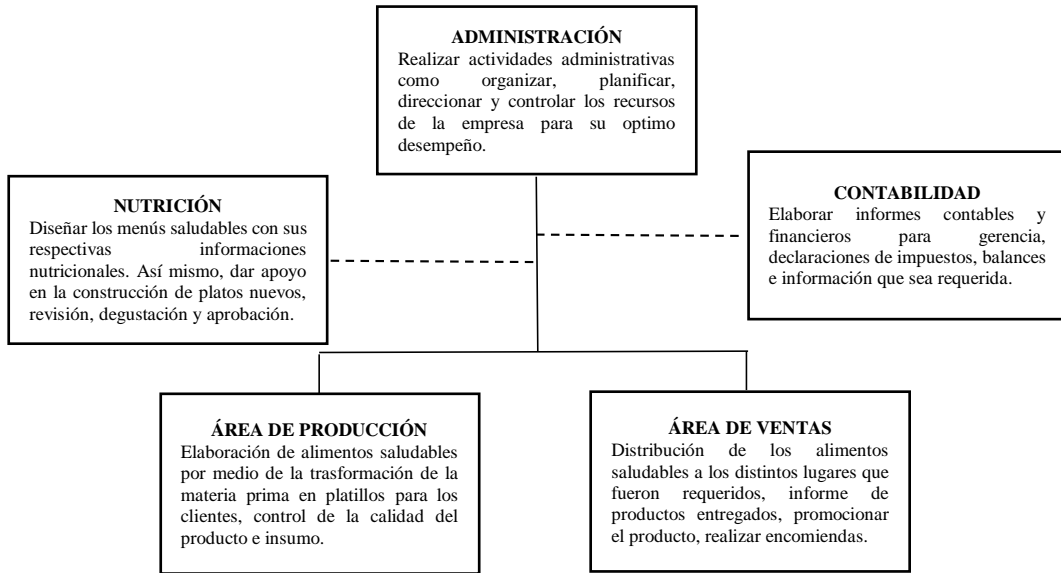 ADMINISTRACIÓN
Realizar actividades administrativas
como organizar, planificar,
direccionar y controlar los recursos
de la empresa para su optimo
desempeño.
NUTRICIÓN
Diseñar los menús saludables con sus
respectivas informaciones
nutricionales. Así mismo, dar apoyo
en la construcción de platos nuevos,
revisión, degustación y aprobación.
CONTABILIDAD
Elaborar informes contables y
financieros para gerencia,
declaraciones de impuestos, balances
e información que sea requerida.
ÁREA DE PRODUCCIÓN
Elaboración de alimentos saludables
por medio de la trasformación de la
materia prima en platillos para los
clientes, control de la calidad del
producto e insumo.
ÁREA DE VENTAS
Distribución de los alimentos
saludables a los distintos lugares que
fueron requeridos, informe de
productos entregados, promocionar
el producto, realizar encomiendas.